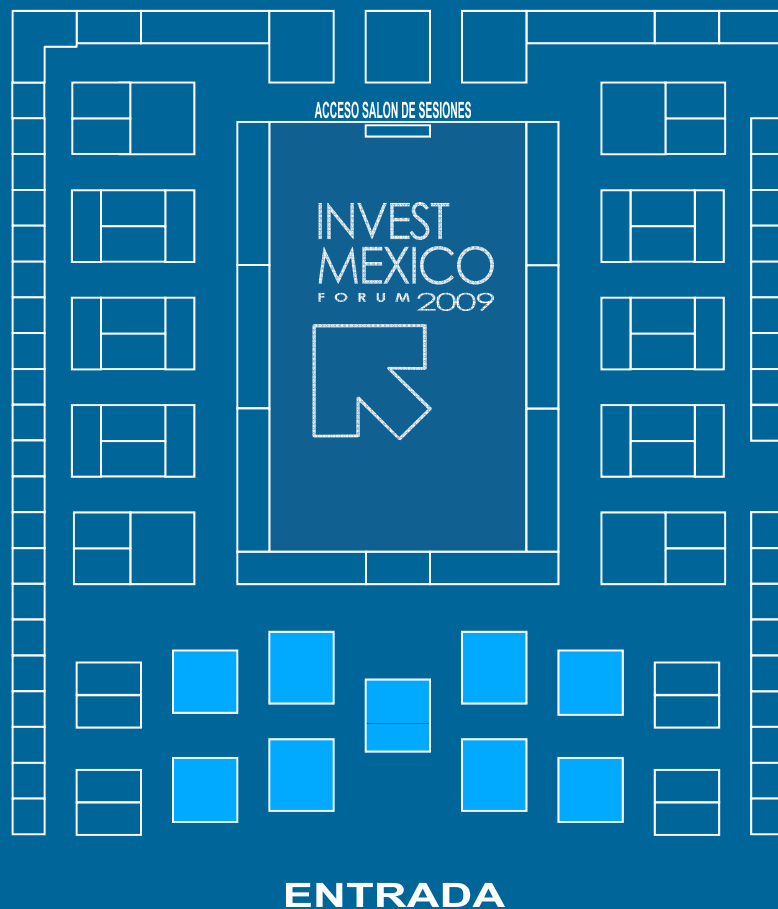 ACCESO SALON DE SESIONES
INVEST
MEXICO
FORUM 2009
ENTRADA